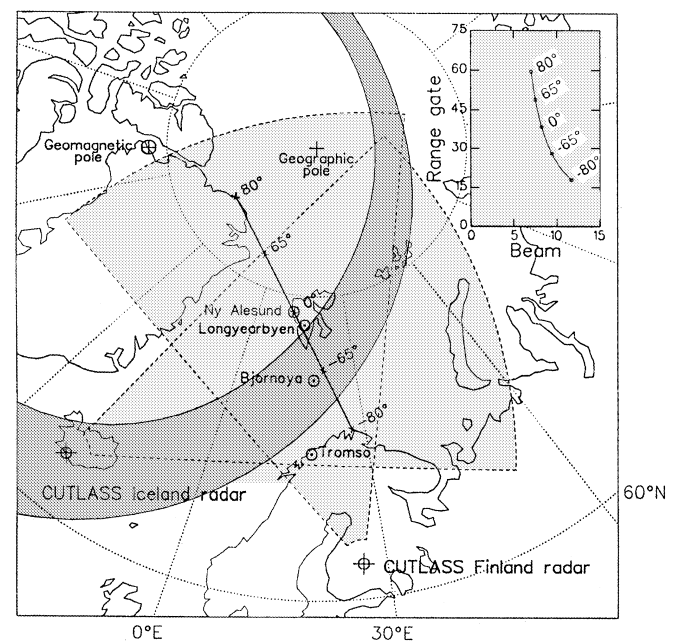 75
60
45
30
15
0
Range gate
80°
65°
0°
-65°
-80°
0 5 10 15
Beam
Geomagnetic
pole
Geographic
pole
80°
65°
0°
Ny Alesund
Longyearbyen
-65°
Bjornoya
-80°
Tromso
CUTLASS Iceland radar
60°N
CUTLASS Finland radar
0°E 30°E